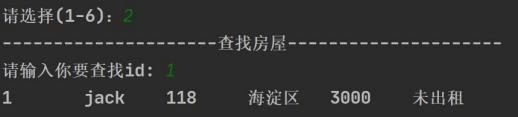 请选择(1-6): 2
---------------------查找房屋---------------------
请输入你要查找id: 1
1 jack 118 海淀区 3000 未出租